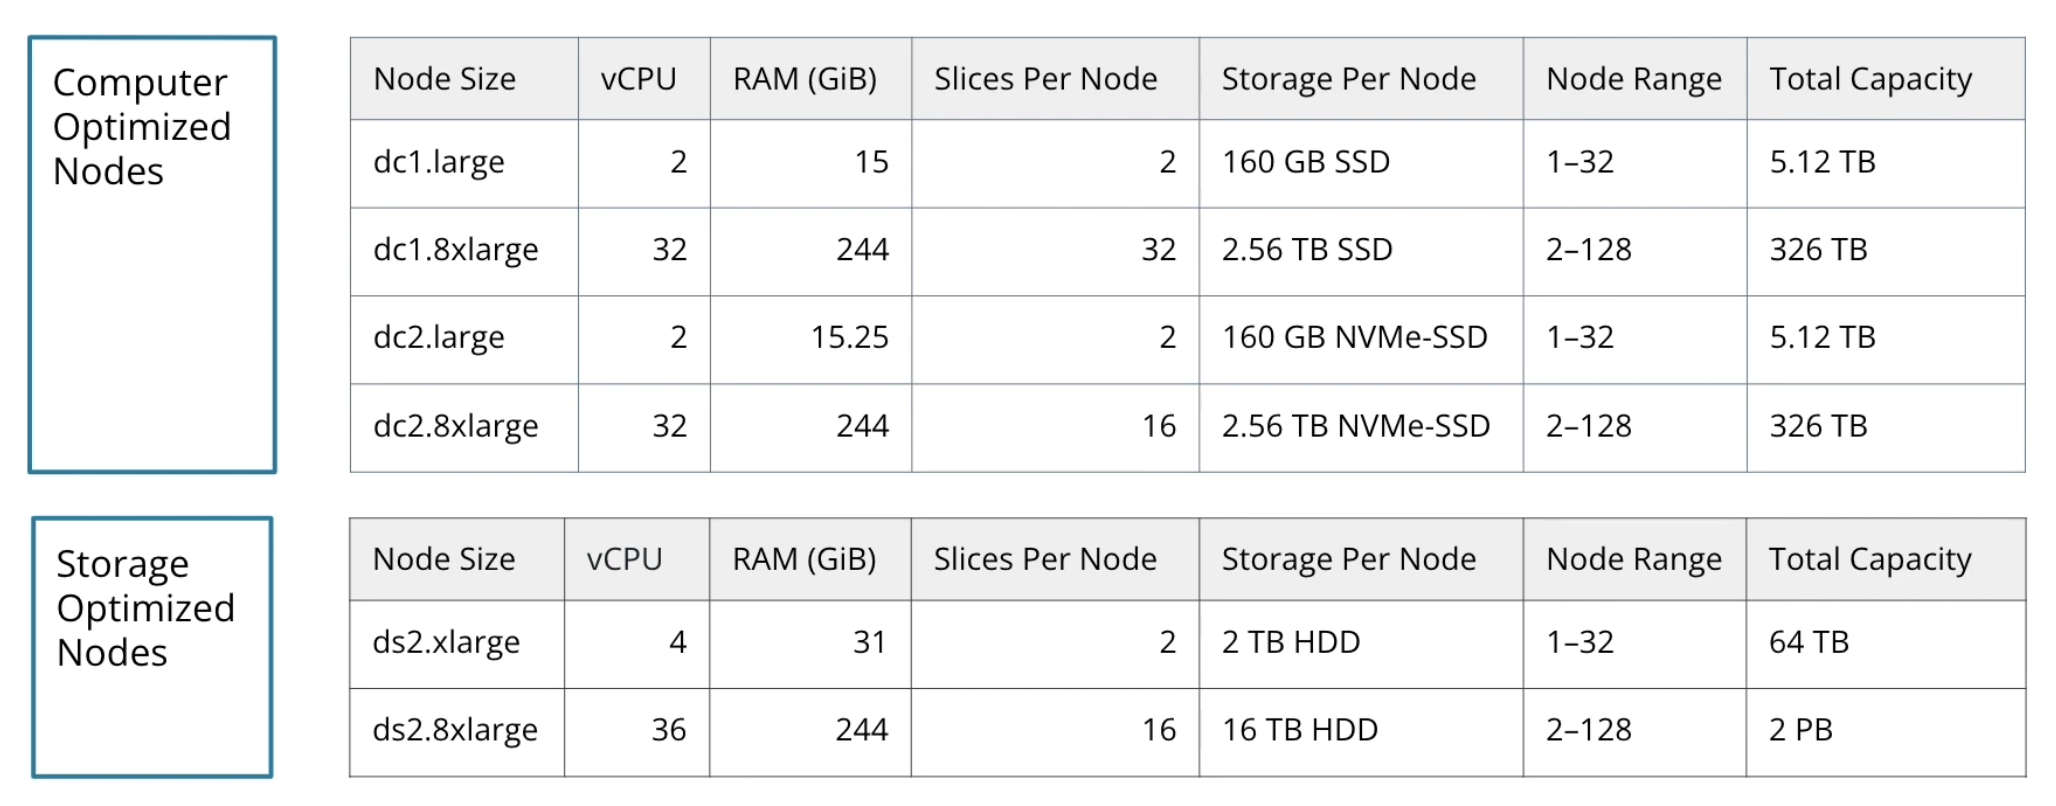 Computer
Optimized
Nodes
Node Size vCPU RAM (GiB) Slices Per Node Storage Per Node Node Range Total Capacity
dc1.large 2 15 2 160 GB SSD 1–32 5.12 TB
dc1.8xlarge 32 244 32 2.56 TB SSD 2–128 326 TB
dc2.large 2 15.25 2 160 GB NVMe-SSD 1–32 5.12 TB
dc2.8xlarge 32 244 16 2.56 TB NVMe-SSD 2–128 326 TB
Storage
Optimized
Nodes
Node Size vCPU RAM (GiB) Slices Per Node Storage Per Node Node Range Total Capacity
ds2.xlarge 4 31 2 2 TB HDD 1–32 64 TB
ds2.8xlarge 36 244 16 16 TB HDD 2–128 2 PB